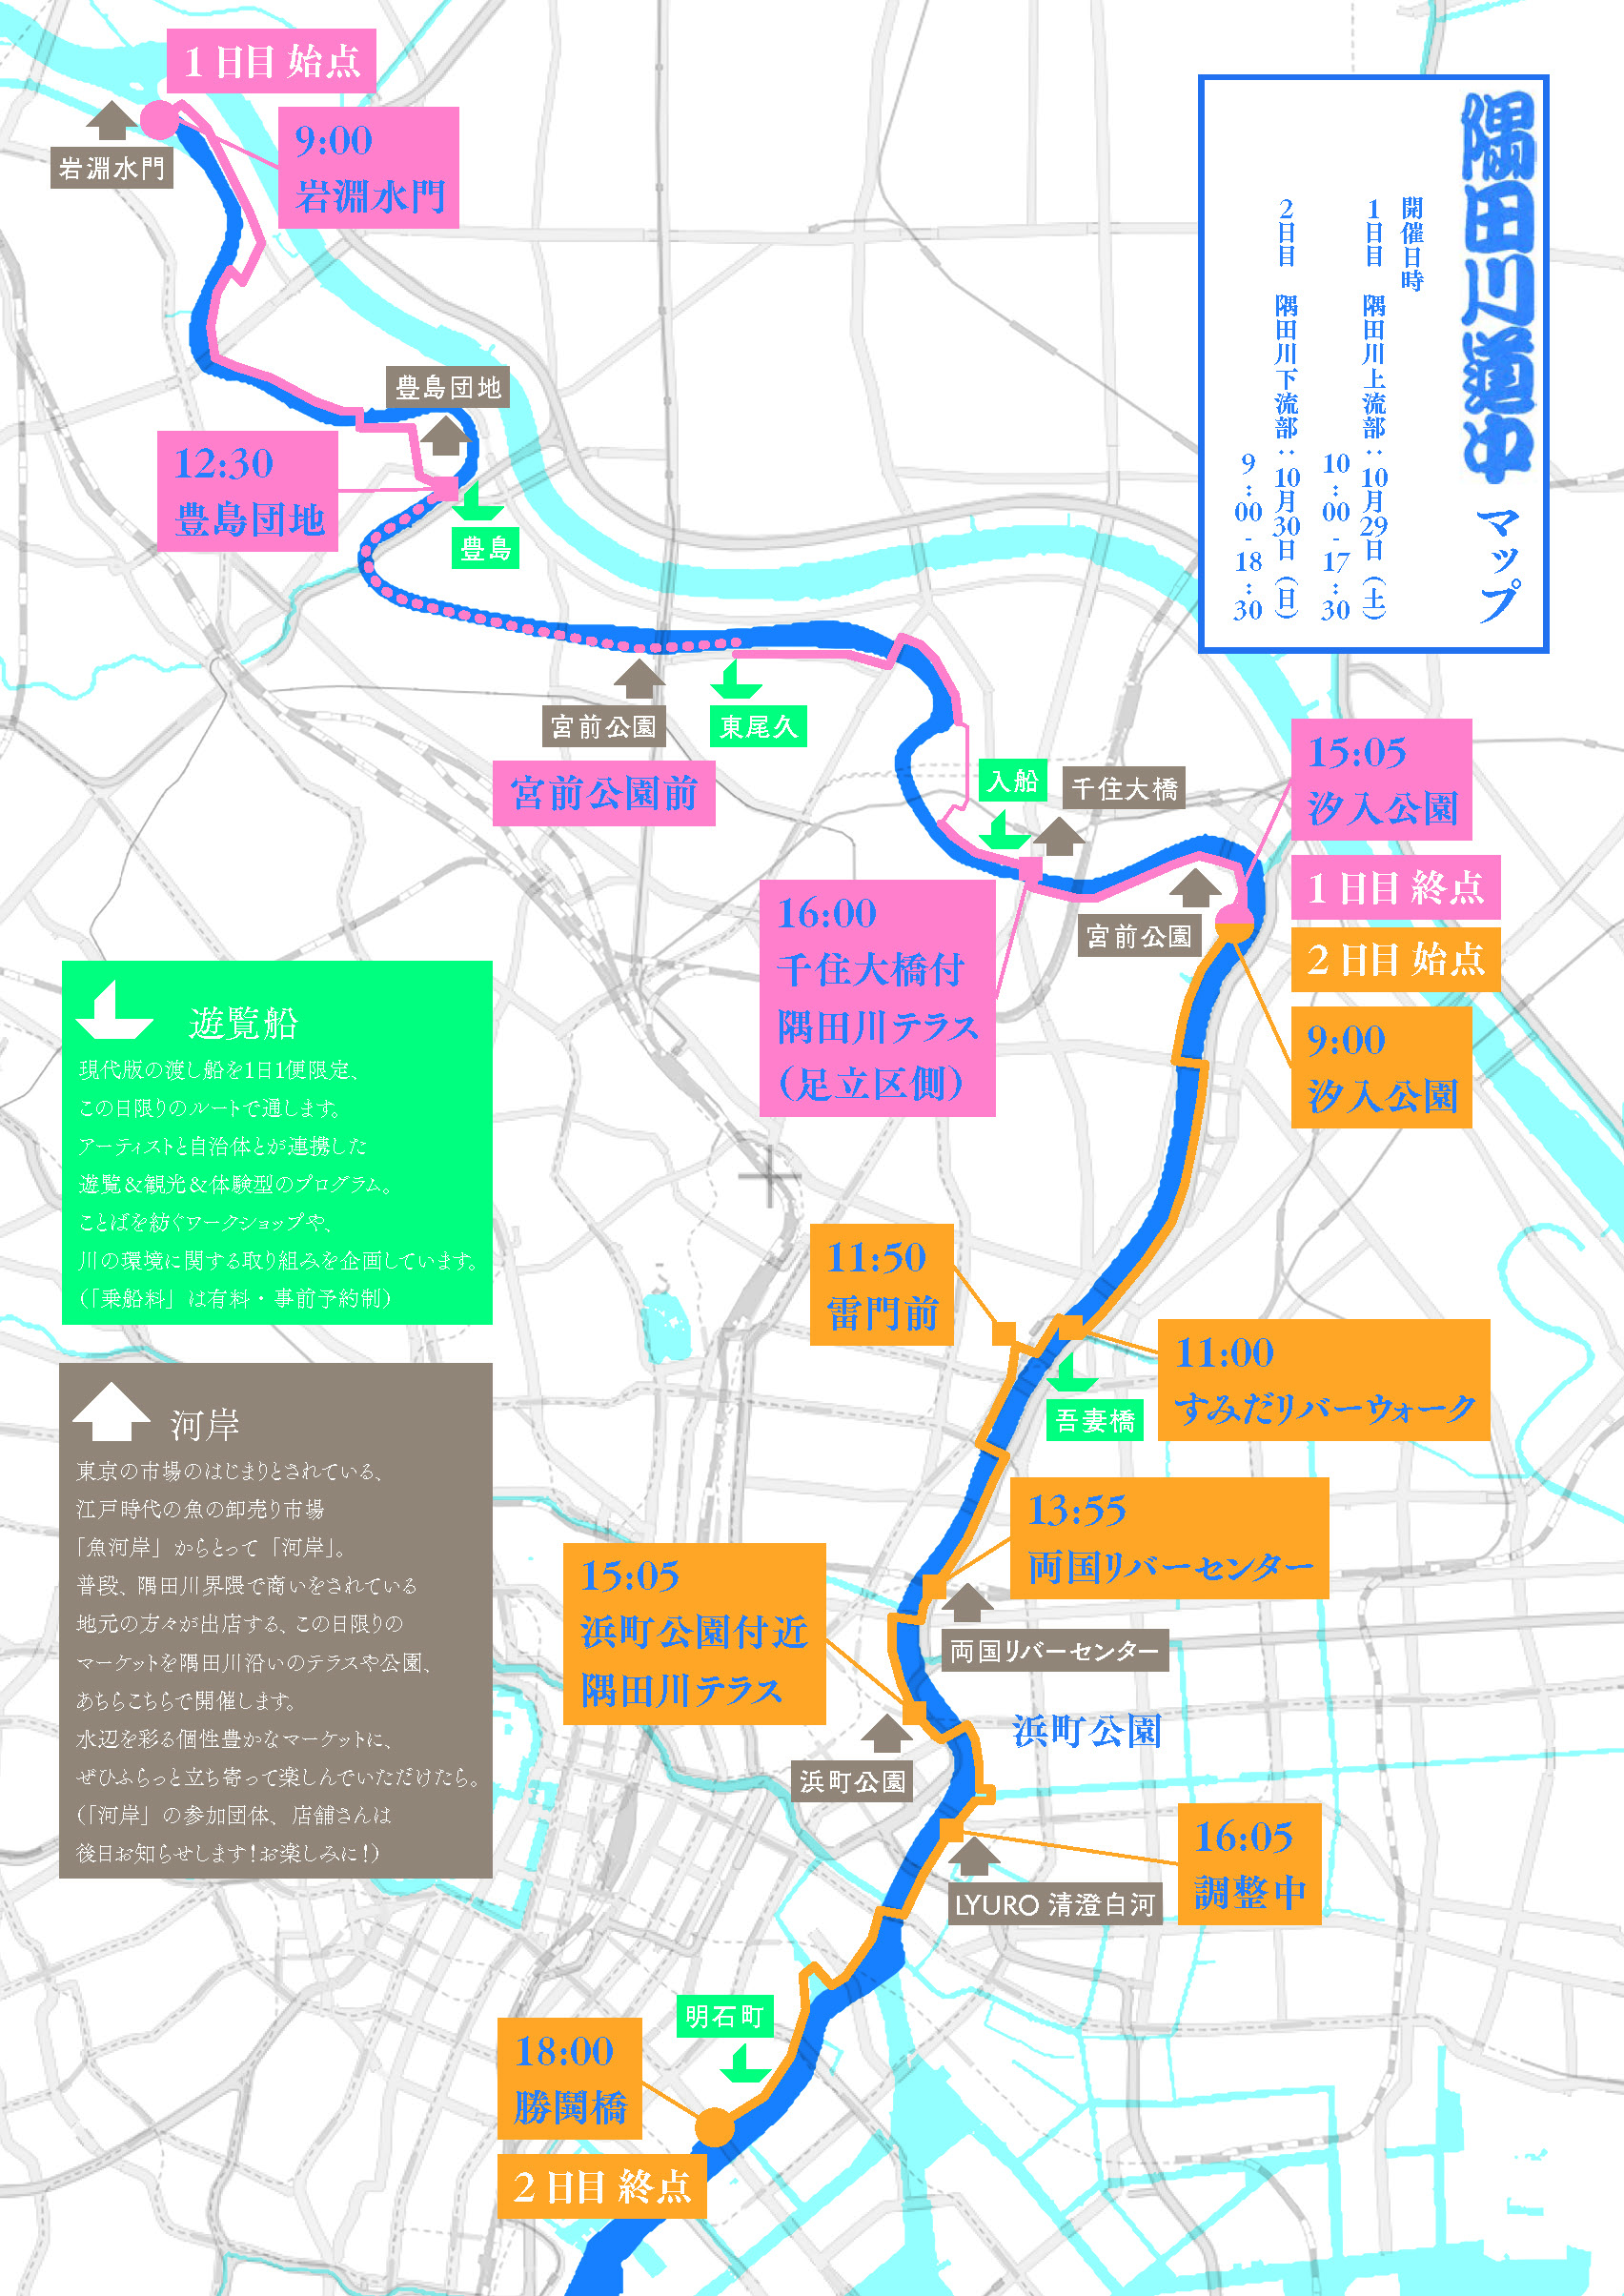 隅田川道中 マップ
開催日時
1日目 隅田川上流部：10月29日（土）
10：00-17：30
2日目 隅田川下流部：10月30日（日）
9：00-18：30
1日目 始点
9:00
岩淵水門
岩淵水門
豊島団地
12:30
豊島団地
豊島
宮前公園
東尾久
宮前公園前
入船
千住大橋
15:05
汐入公園
1日目 終点
2日目 始点
9:00
汐入公園
宮前公園
16:00
千住大橋付
隅田川テラス
（足立区側）
遊覧船
現代版の渡し船を1日1便限定、
この日限りのルートで通します。
アーティストと自治体とが連携した
遊覧＆観光＆体験型のプログラム。
ことばを紡ぐワークショップや、
川の環境に関する取り組みを企画しています。
（「乗船料」は有料・事前予約制）
11:50
雷門前
11:00
すみだリバーウォーク
吾妻橋
河岸
東京の市場のはじまりとされている、
江戸時代の魚の卸売り市場
「魚河岸」からとって「河岸」。
普段、隅田川界隈で商いをされている
地元の方々が出店する、この日限りの
マーケットを隅田川沿いのテラスや公園、
あちらこちらで開催します。
水辺を彩る個性豊かなマーケットに、
ぜひふらっと立ち寄って楽しんでいただけたら。
（「河岸」の参加団体、店舗さんは
後日お知らせします！お楽しみに！）
13:55
両国リバーセンター
両国リバーセンター
15:05
浜町公園付近
隅田川テラス
浜町公園
浜町公園
16:05
調整中
LYURO 清澄白河
明石町
18:00
勝鬨橋
2日目 終点